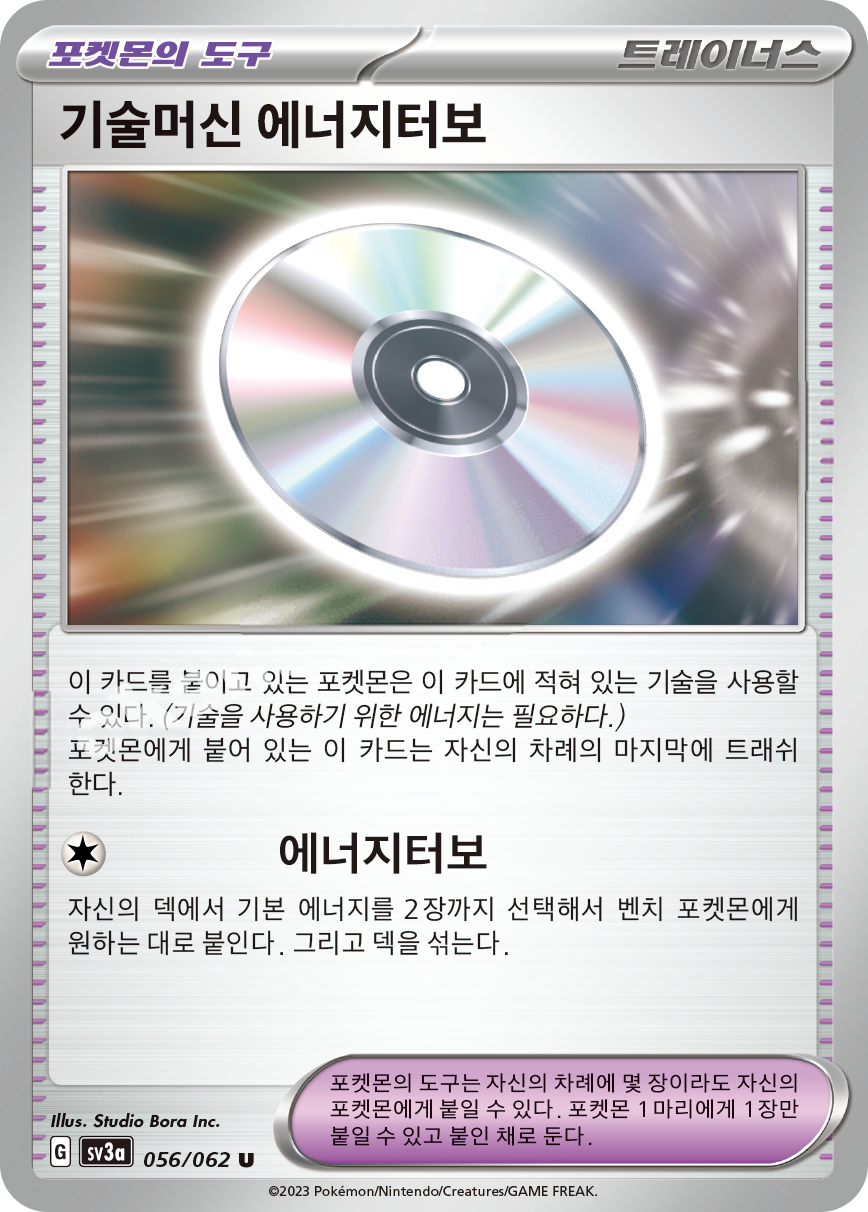 포켓몬의 도구
트레이너스
기술머신 에너지터보
이 카드를 붙이고 있는 포켓몬은 이 카드에 적혀 있는 기술을 사용할
수 있다. (기술을 사용하기 위한 에너지는 필요하다.)
포켓몬에게 붙어 있는 이 카드는 자신의 차례의 마지막에 트래쉬
한다.
에너지터보
자신의 덱에서 기본 에너지를 2장까지 선택해서 벤치 포켓몬에게
원하는 대로 붙인다. 그리고 덱을 섞는다.
포켓몬의 도구는 자신의 차례에 몇 장이라도 자신의
포켓몬에게 붙일 수 있다. 포켓몬 1마리에게 1장만
붙일 수 있고 붙인 채로 둔다.
Illus. Studio Bora Inc.
G sv3a 056/062 U
©2023 Pokémon/Nintendo/Creatures/GAME FREAK.